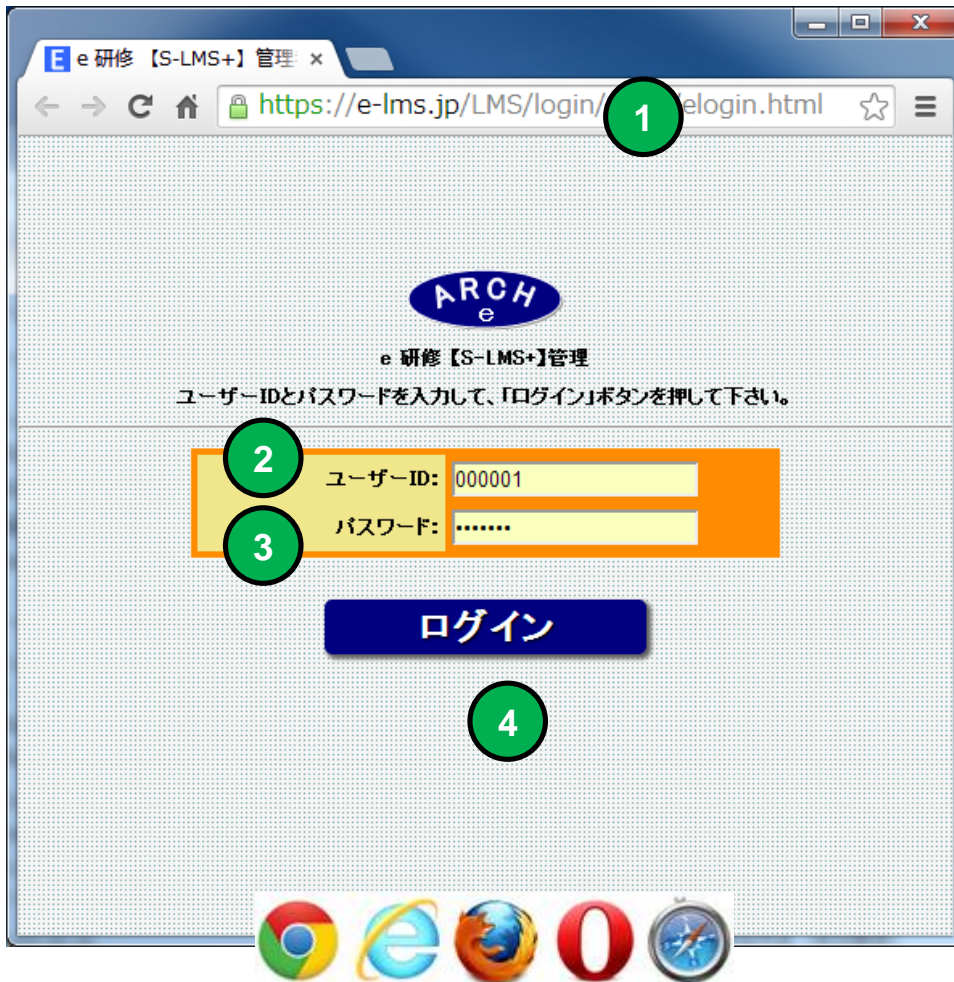 E e 研修 【S-LMS+】管理
https://e-lms.jp/LMS/login/ elogin.html
1
ARCH
e
e 研修【S-LMS+】管理
ユーザーIDとパスワードを入力して、「ログイン」ボタンを押して下さい。
2
ユーザーID: 000001
パスワード: •••••••
3
ログイン
4